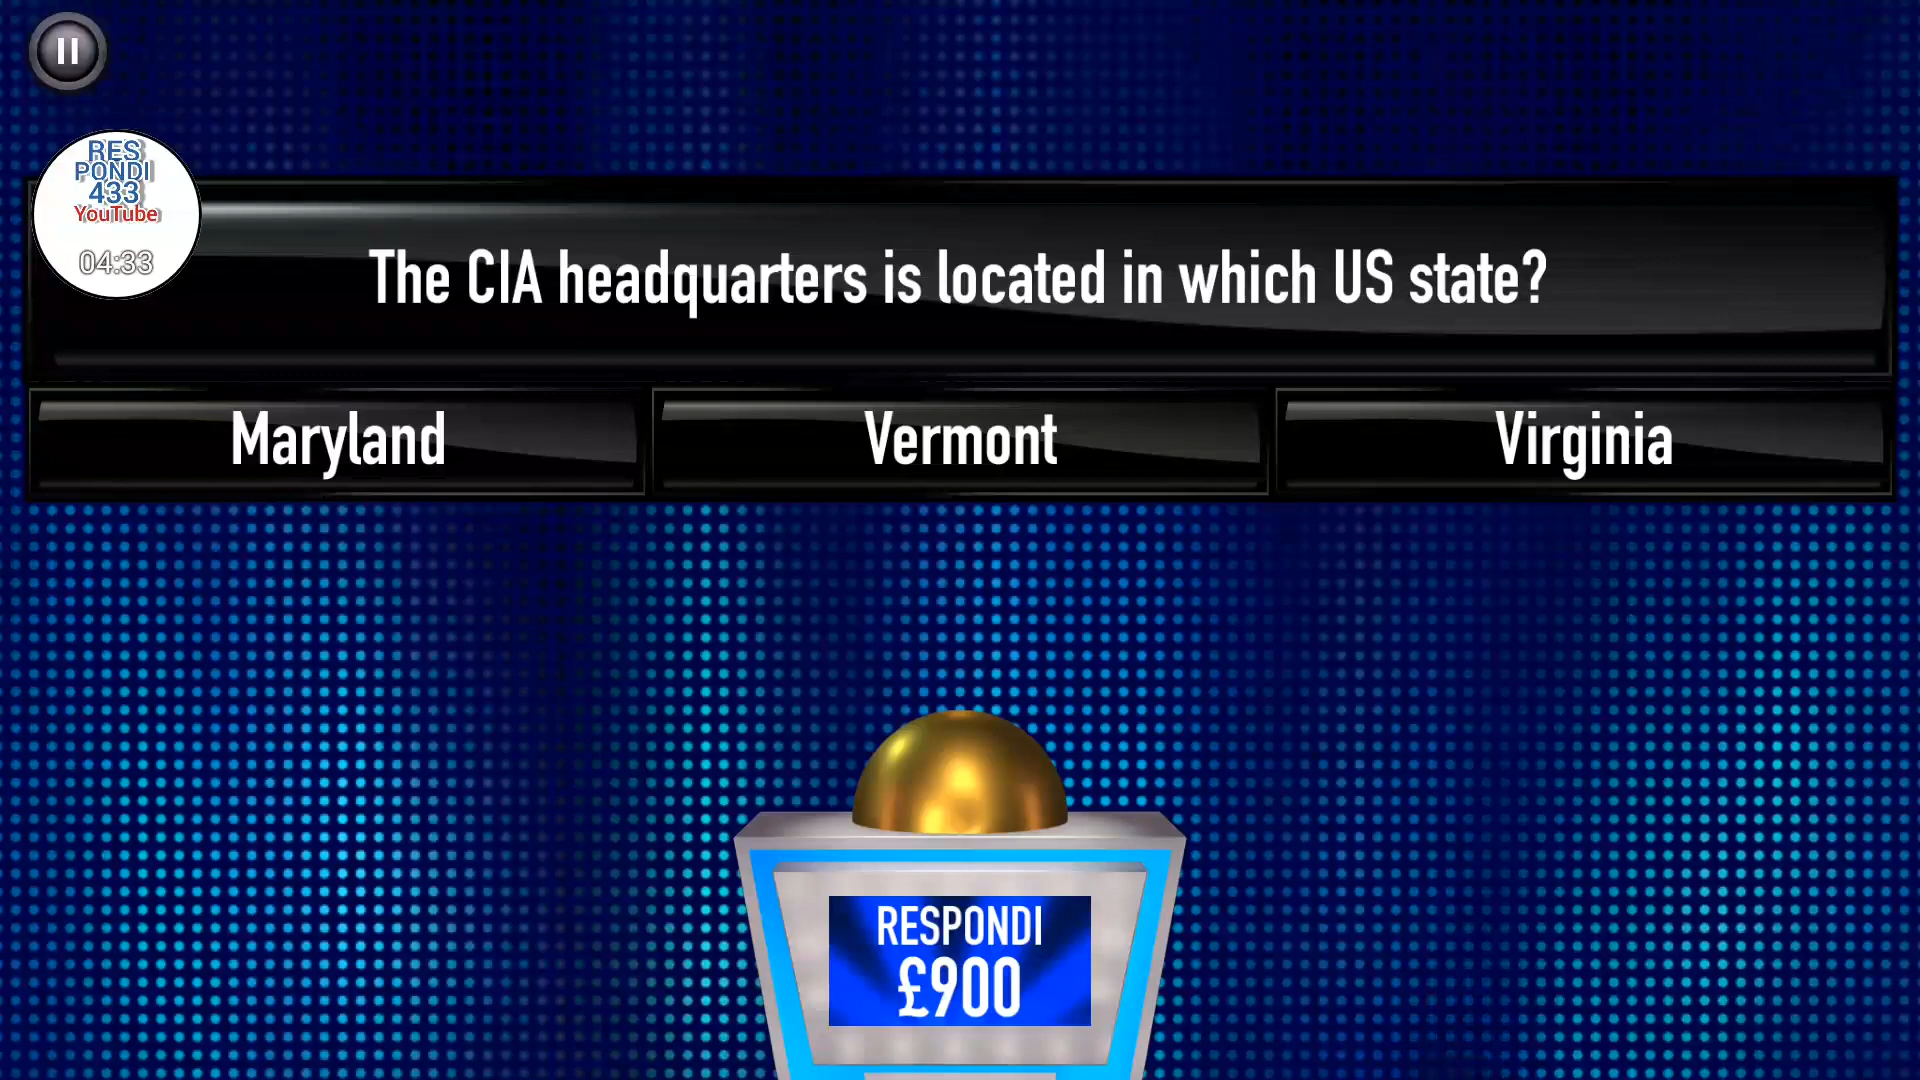 RES
PONDI
433
YouTube
04:33
The CIA headquarters is located in which US state?
Maryland
Vermont
Virginia
RESPONDI
£900